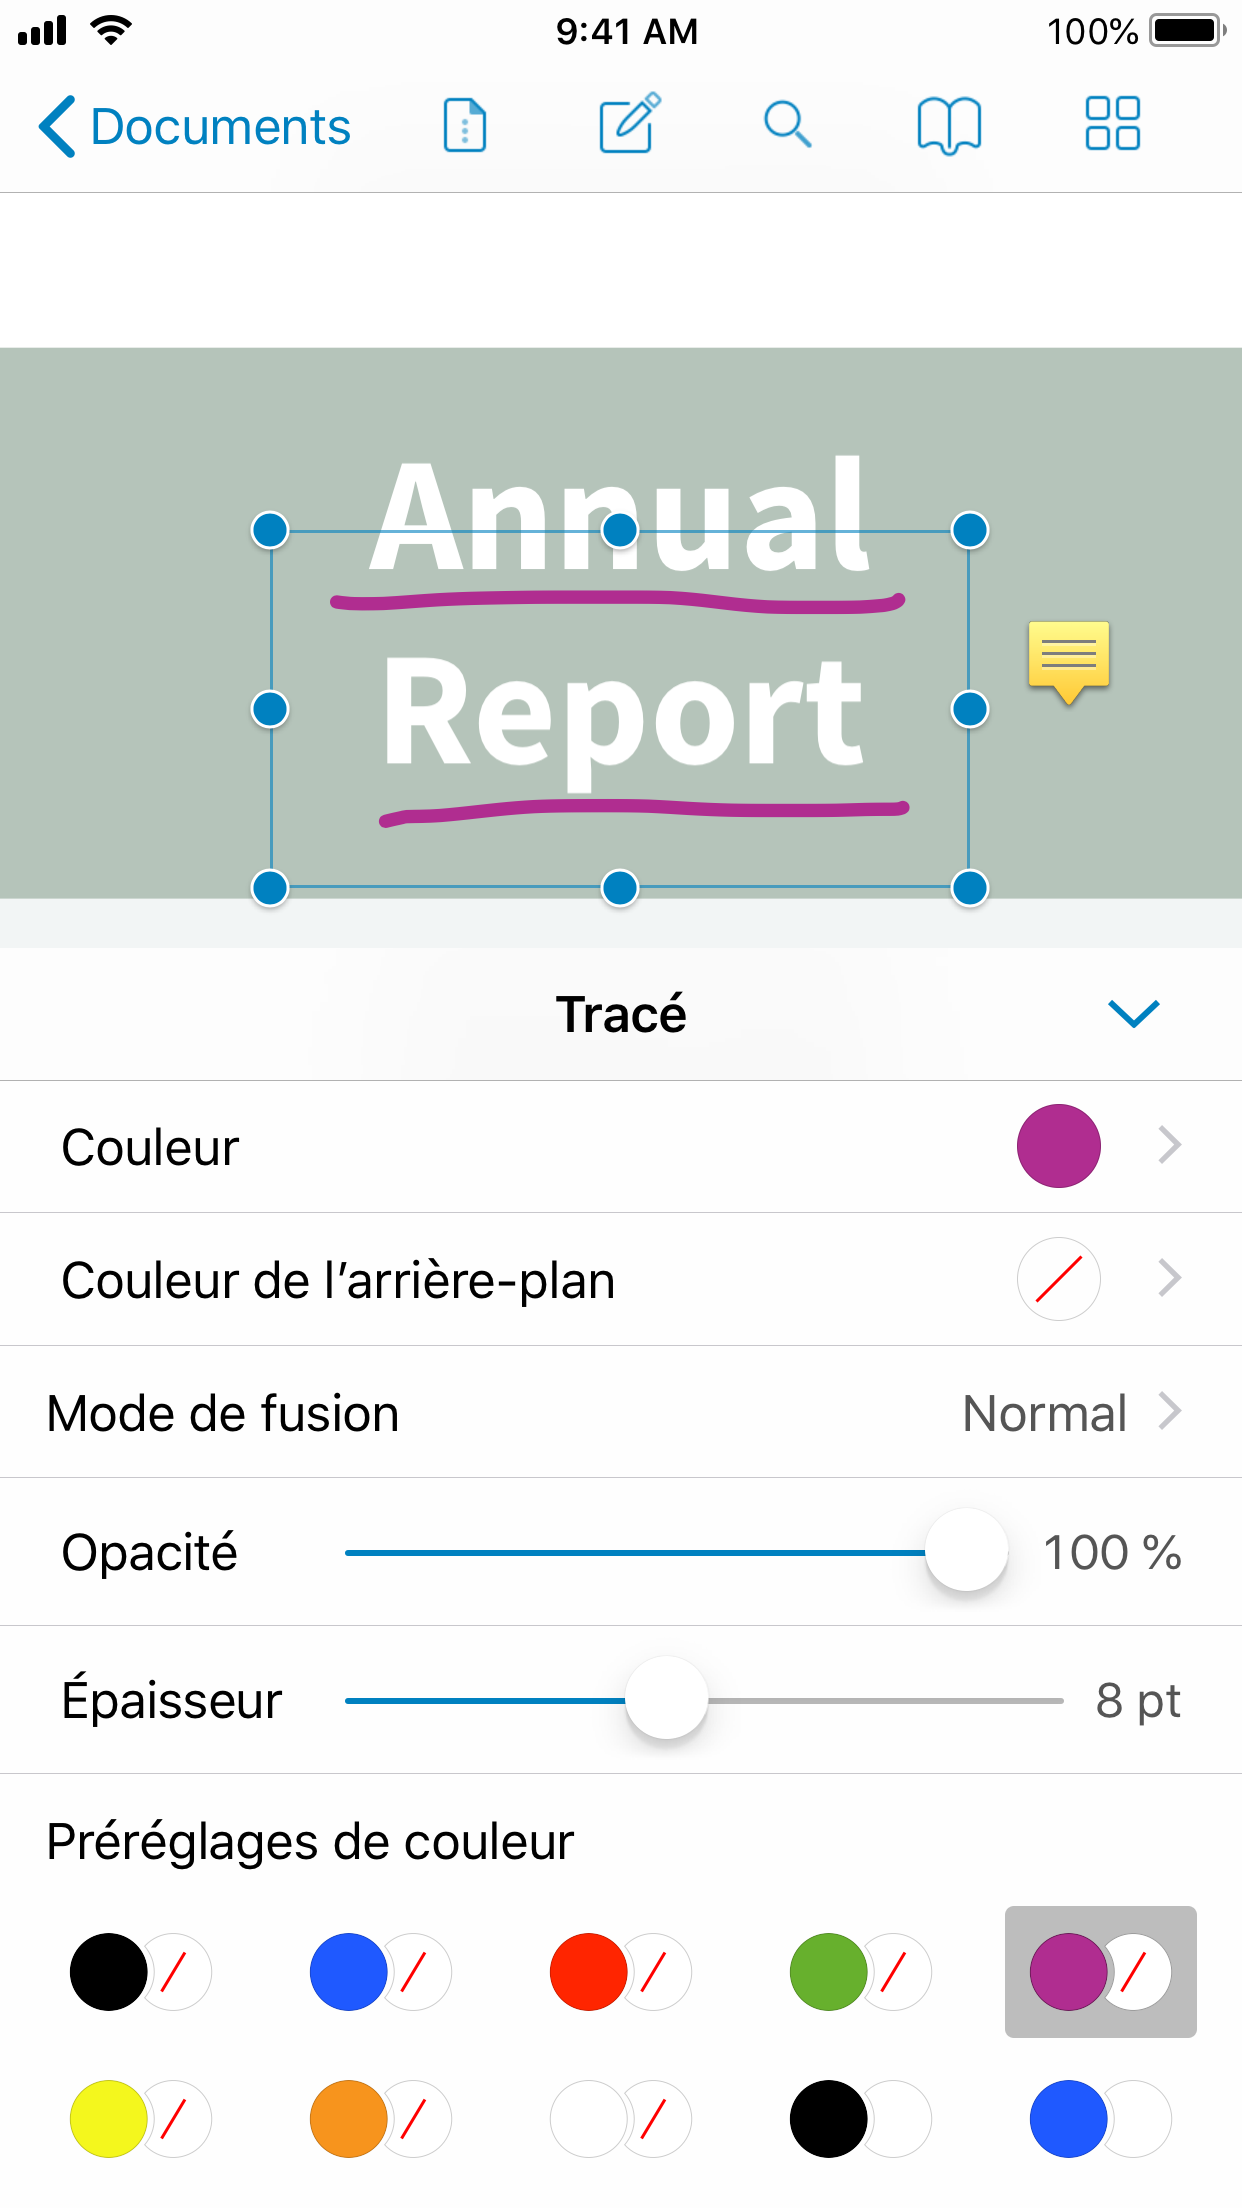 9:41 AM 100%
Documents
Annual
Report
Tracé
Couleur
Couleur de l’arrière-plan
Mode de fusion Normal
Opacité 100 %
Épaisseur 8 pt
Préréglages de couleur